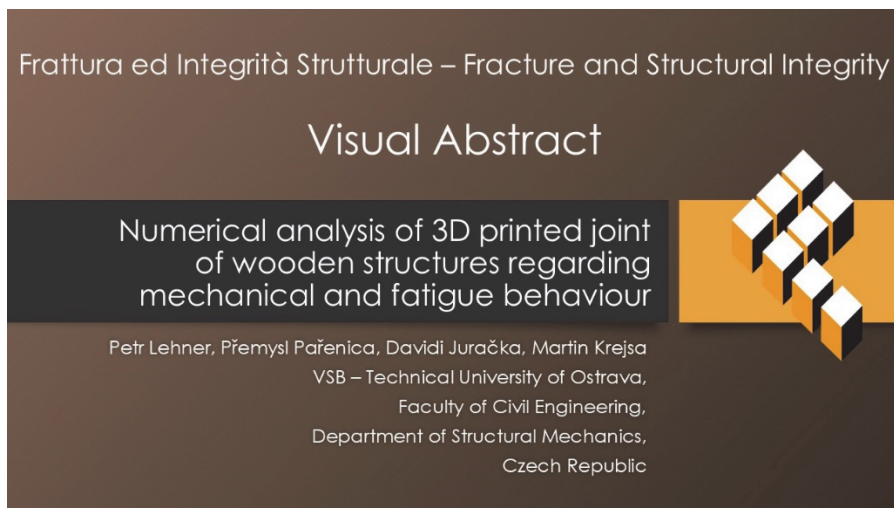 Frattura ed Integrità Strutturale – Fracture and Structural Integrity
Visual Abstract
Numerical analysis of 3D printed joint
of wooden structures regarding
mechanical and fatigue behaviour
Petr Lehner, Přemysl Pařenica, Davidi Juračka, Martin Krejsa
VSB – Technical University of Ostrava,
Faculty of Civil Engineering,
Department of Structural Mechanics,
Czech Republic